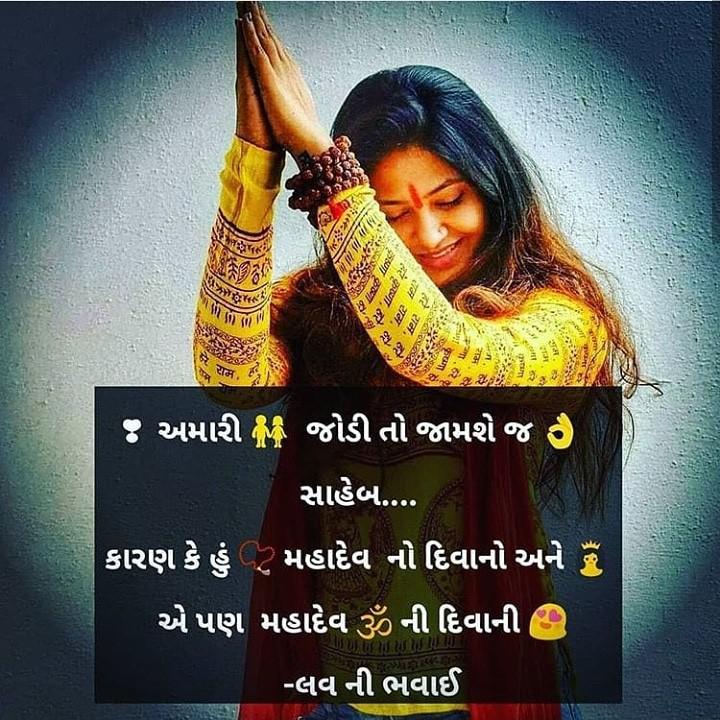 ❣ અમારી 👫 જોડી તો જામશે જ 👌
સાહેબ....
કારણ કે હું 📿 મહાદેવ નો દિવાનો અને 👸
એ પણ મહાદેવ 🕉 ની દિવાની 😍
-લવ ની ભવાઈ